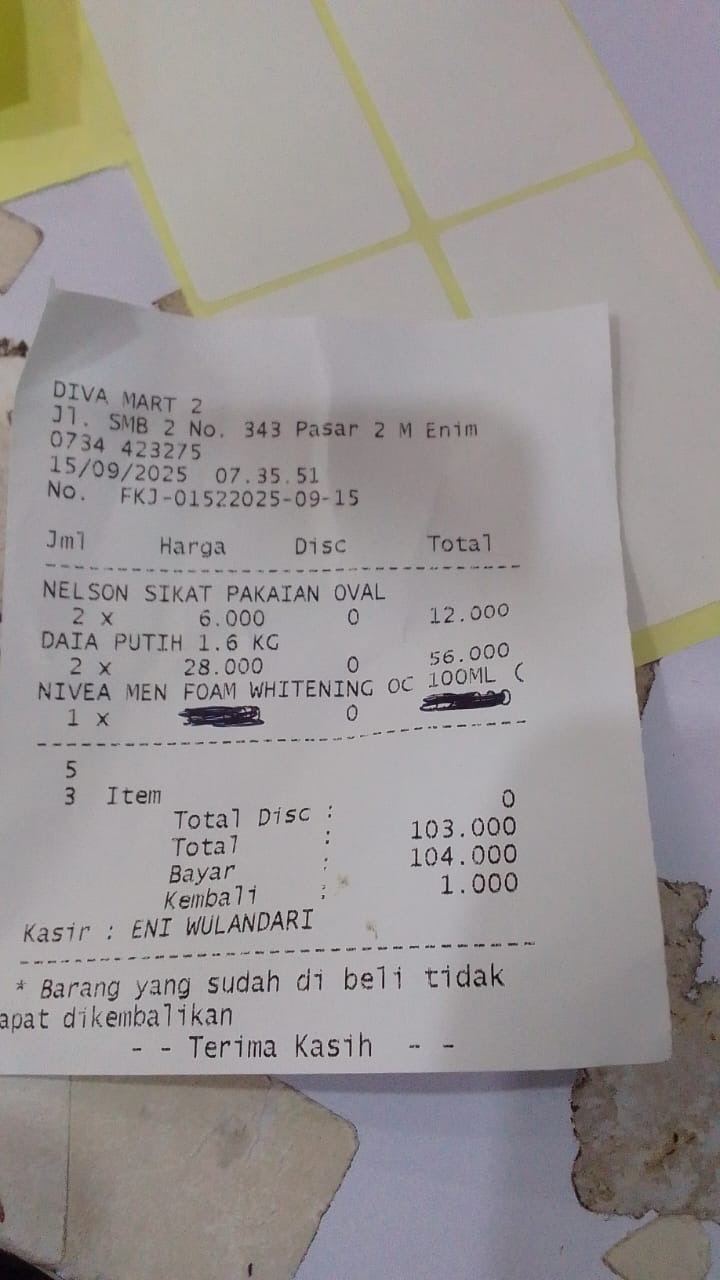 DIVA MART 2
Jl. SMB 2 No. 343 Pasar 2 M Enim
0734 423275
15/09/2025 07.35.51
No. FKJ-01522025-09-15
Jml Harga Disc Total
NELSON SIKAT PAKAIAN OVAL
2 x 6.000 0 12.000
DAIA PUTIH 1.6 KG
2 x 28.000 0 56.000
NIVEA MEN FOAM WHITENING OC 100ML (
1 x 0
5
3 Item
Total Disc : 0
Total : 103.000
Bayar : 104.000
Kembali : 1.000
Kasir : ENI WULANDARI
* Barang yang sudah di beli tidak
apat dikembalikan
- - Terima Kasih - -